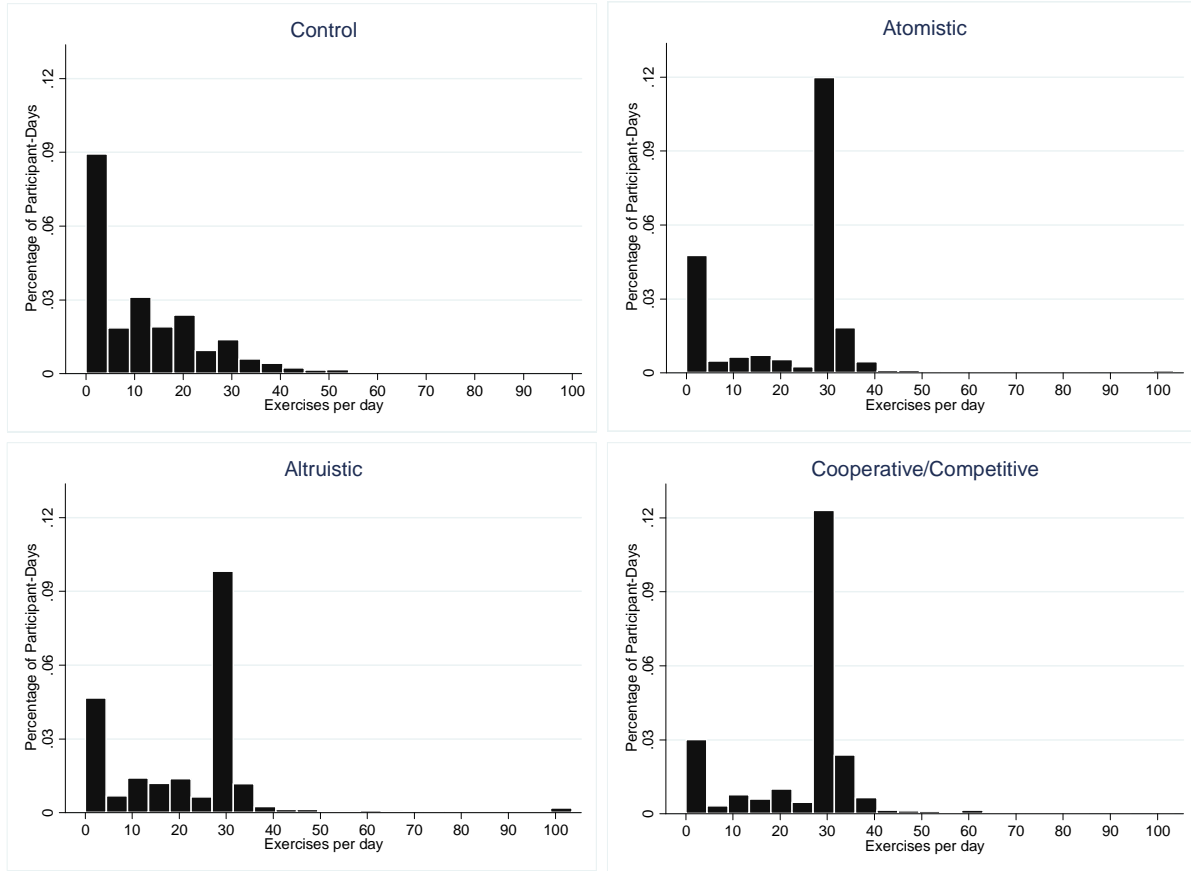 Control
Percentage of Participant-Days
.12
.09
.06
.03
0
0 10 20 30 40 50 60 70 80 90 100
Exercises per day
Atomistic
Percentage of Participant-Days
.12
.09
.06
.03
0
0 10 20 30 40 50 60 70 80 90 100
Exercises per day
Altruistic
Percentage of Participant-Days
.12
.09
.06
.03
0
0 10 20 30 40 50 60 70 80 90 100
Exercises per day
Cooperative/Competitive
Percentage of Participant-Days
.12
.09
.06
.03
0
0 10 20 30 40 50 60 70 80 90 100
Exercises per day